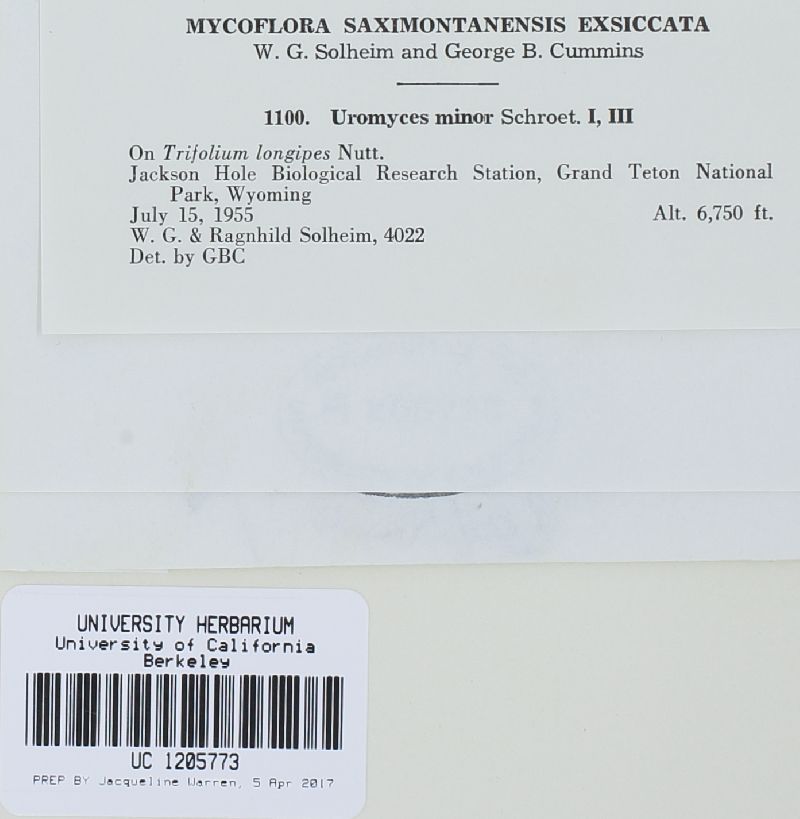 MYCOFLORA SAXIMONTANENSIS EXSICCATA
W. G. Solheim and George B. Cummins
1100. Uromyces minor Schroet. I, III
On Trifolium longipes Nutt.
Jackson Hole Biological Research Station, Grand Teton National
Park, Wyoming
July 15, 1955 Alt. 6,750 ft.
W. G. & Ragnhild Solheim, 4022
Det. by GBC
UNIVERSITY HERBARIUM
University of California
Berkeley
UC 1205773
PREP BY Jacqueline Warren, 5 Apr 2017